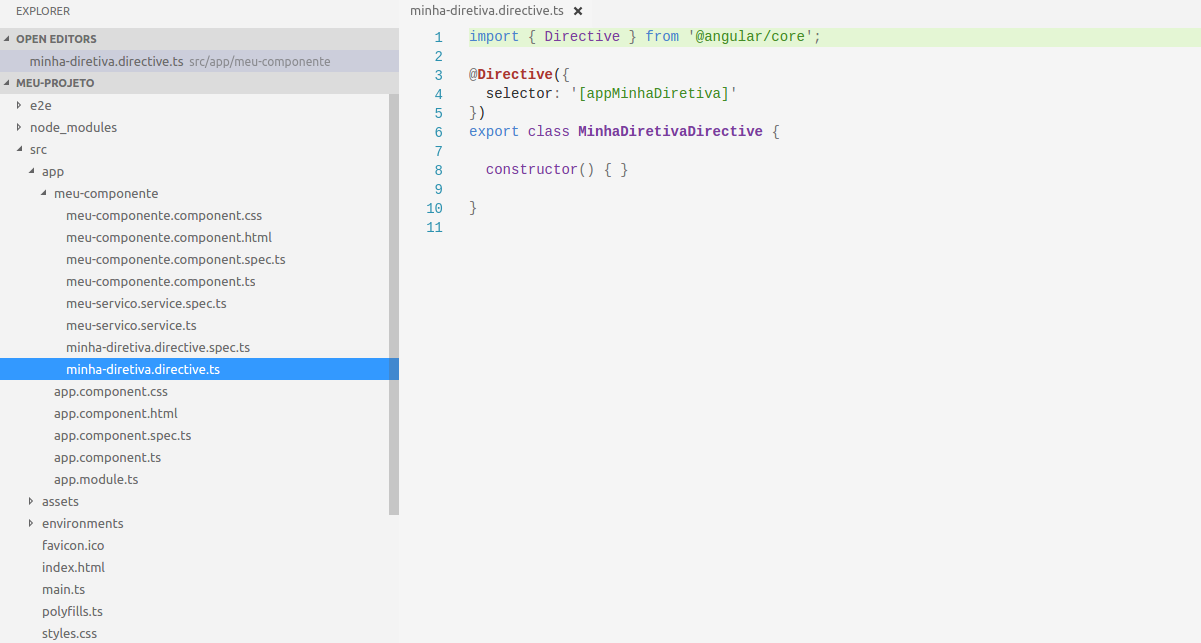 EXPLORER
OPEN EDITORS
minha-diretiva.directive.ts src/app/meu-componente
MEU-PROJETO
e2e
node_modules
src
app
meu-componente
meu-componente.component.css
meu-componente.component.html
meu-componente.component.spec.ts
meu-componente.component.ts
meu-servico.service.spec.ts
meu-servico.service.ts
minha-diretiva.directive.spec.ts
minha-diretiva.directive.ts
app.component.css
app.component.html
app.component.spec.ts
app.component.ts
app.module.ts
assets
environments
favicon.ico
index.html
main.ts
polyfills.ts
styles.css
minha-diretiva.directive.ts ×
1 import { Directive } from '@angular/core';
2
3 @Directive({
4   selector: '[appMinhaDiretiva]'
5 })
6 export class MinhaDiretivaDirective {
7
8   constructor() { }
9
10 }
11